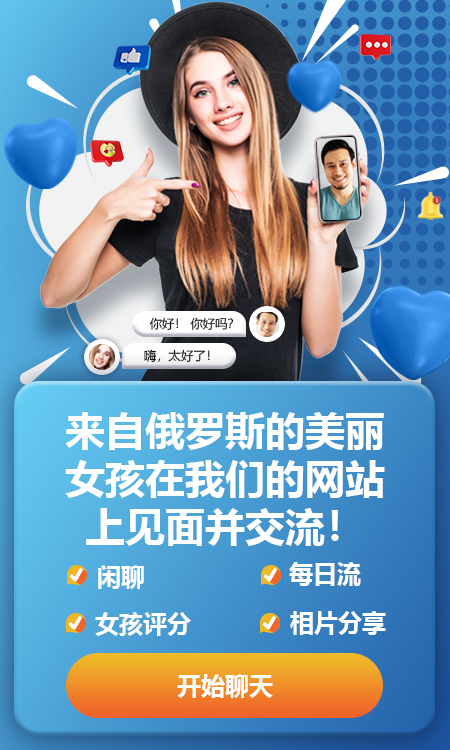 你好！ 你好吗?
嗨，太好了！
来自俄罗斯的美丽
女孩在我们的网站
上见面并交流！
闲聊
每日流
女孩评分
相片分享
开始聊天